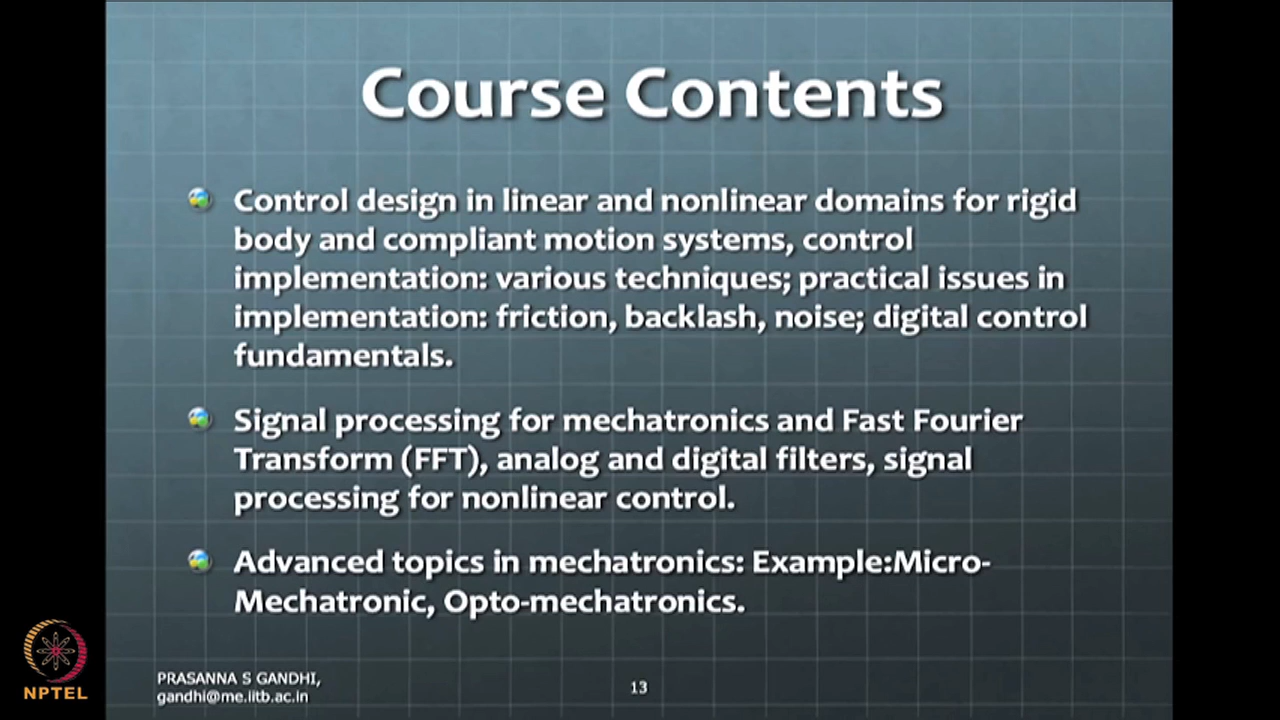 Course Contents
Control design in linear and nonlinear domains for rigid
body and compliant motion systems, control
implementation: various techniques; practical issues in
implementation: friction, backlash, noise; digital control
fundamentals.
Signal processing for mechatronics and Fast Fourier
Transform (FFT), analog and digital filters, signal
processing for nonlinear control.
Advanced topics in mechatronics: Example:Micro-
Mechatronic, Opto-mechatronics.
PRASANNA S GANDHI,
gandhi@me.iitb.ac.in
13
NPTEL